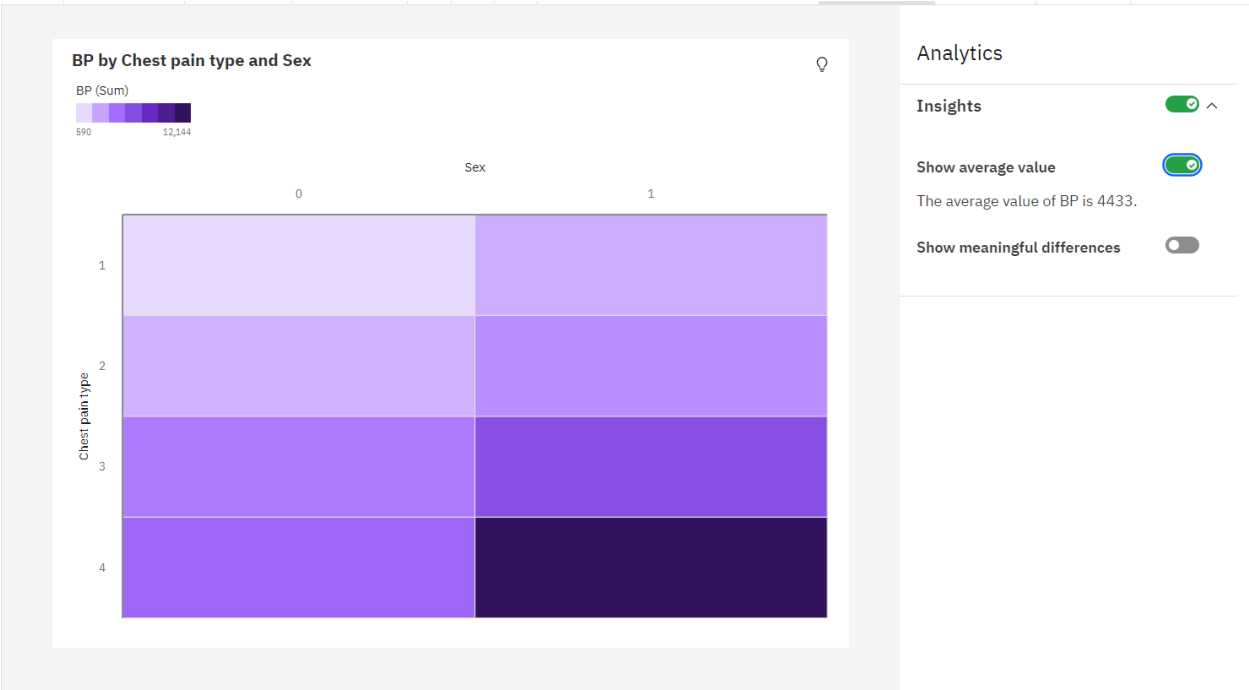 BP by Chest pain type and Sex
BP (Sum)
590 12,144
Sex
0 1
Chest pain type
1
2
3
4
Analytics
Insights
Show average value
The average value of BP is 4433.
Show meaningful differences